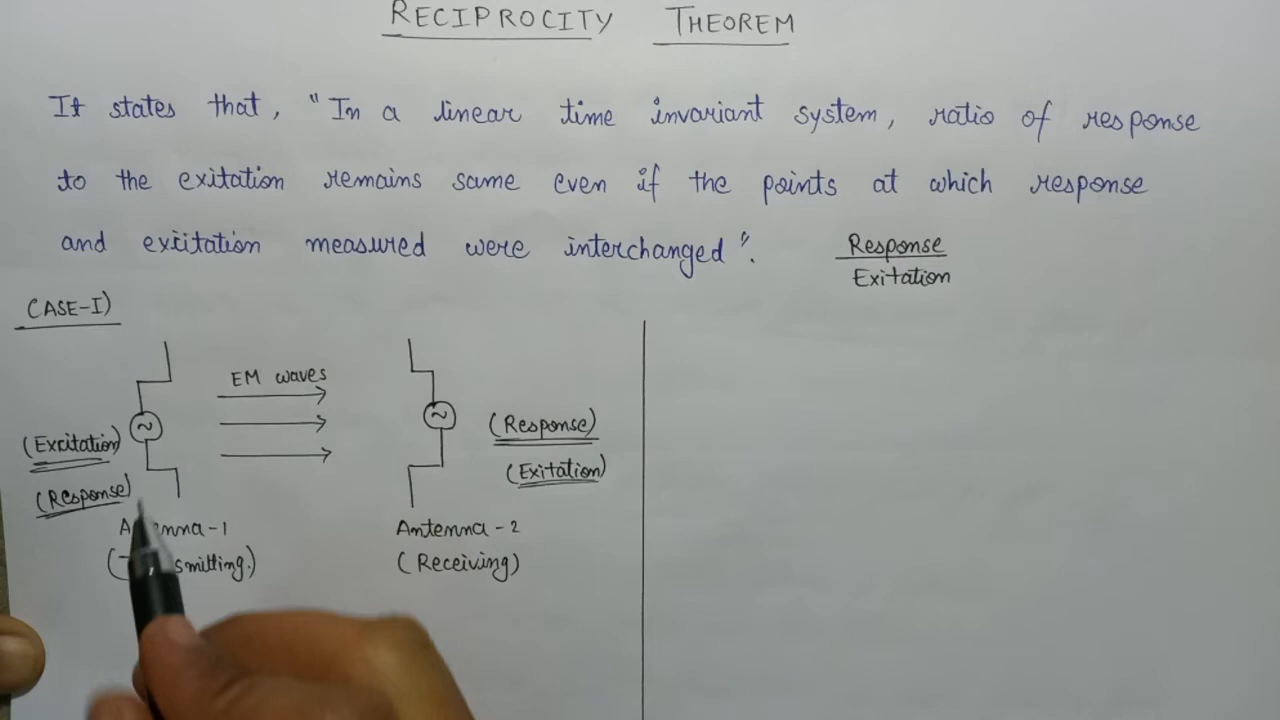 RECIPROCITY THEOREM
It states that, "In a linear time invariant system, ratio of response
to the exitation remains same even if the points at which response
and exitation measured were interchanged".
Response
Exitation
CASE-I)
EM waves
(Excitation)
(Response)
(Response)
(Exitation)
Antenna-2
(Receiving)